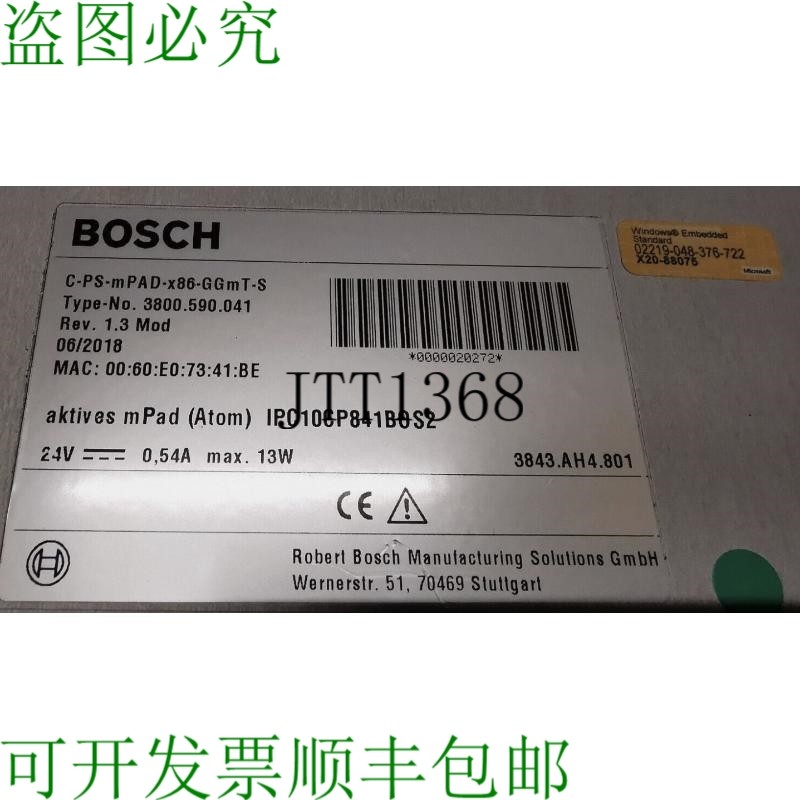 盗图必究
BOSCH
C-PS-mPAD-x86-GGmT-S
Type-No. 3800.590.041
Rev. 1.3 Mod
06/2018
MAC: 00:60:E0:73:41:BE
*0000020272*
Windows® Embedded
Standard
02219-048-376-722
X20-88075
Microsoft
JTT1368
aktives mPad (Atom)
24V 0,54A max. 13W
3843.AH4.801
CE
Robert Bosch Manufacturing Solutions GmbH
Wernerstr. 51, 70469 Stuttgart
可开发票顺丰包邮